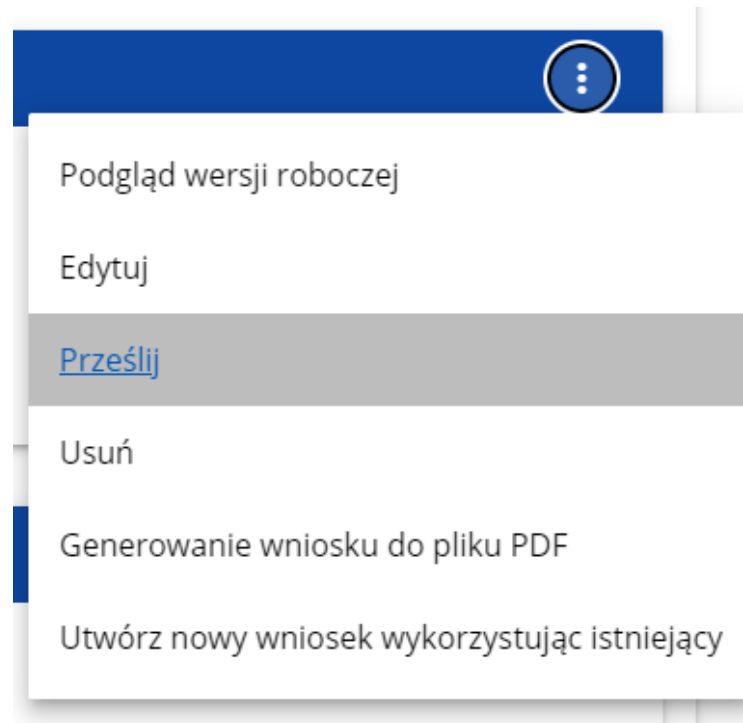 Podgląd wersji roboczej
Edytuj
Prześlij
Usuń
Generowanie wniosku do pliku PDF
Utwórz nowy wniosek wykorzystując istniejący